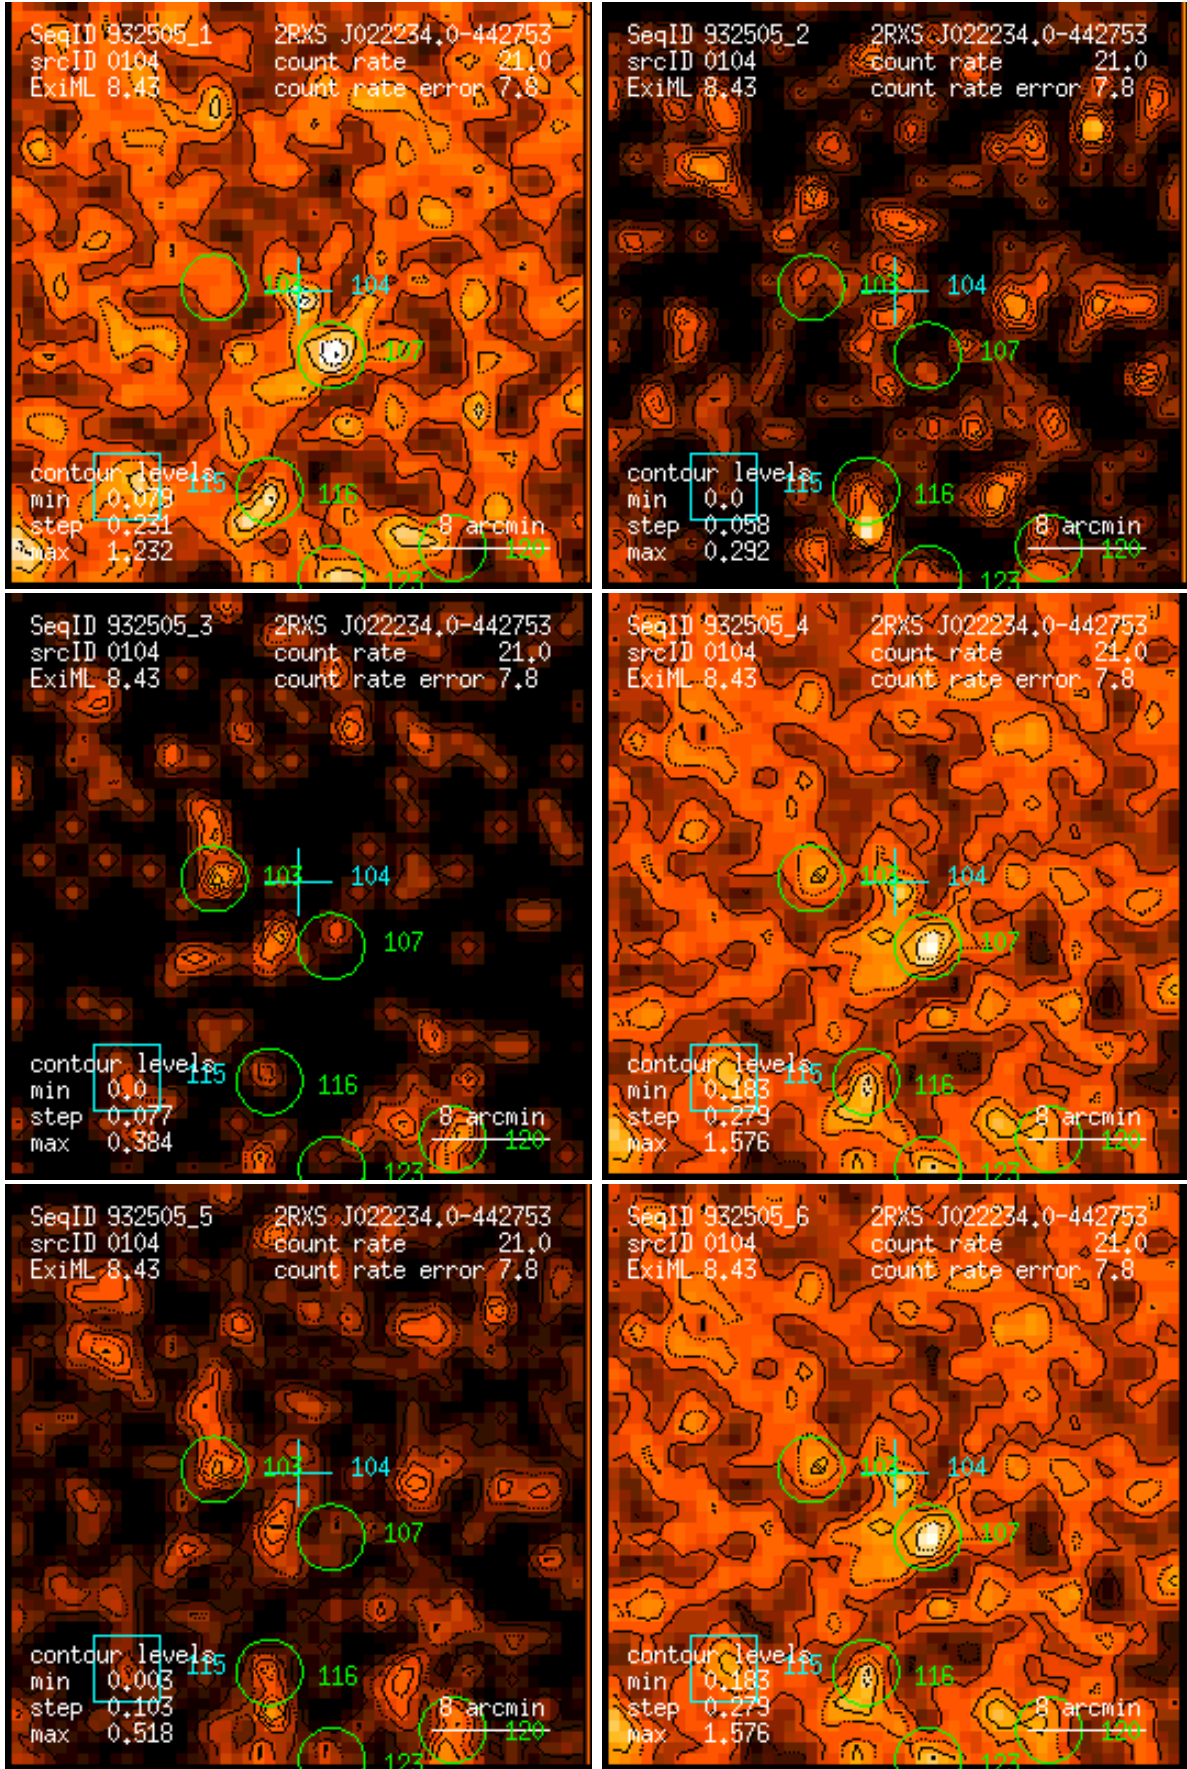 SeqID 932505_1 2RXS J022234.0-442753
srcID 0104 count rate 21.0
ExiML 8.43 count rate error 7.8
103 104
107
contour levels
115 116
min 0.079
step 0.231 8 arcmin
max 1.232 120
123
SeqID 932505_2 2RXS J022234.0-442753
srcID 0104 count rate 21.0
ExiML 8.43 count rate error 7.8
103 104
107
contour levels
115 116
min 0.0
step 0.058 8 arcmin
max 0.292 120
123
SeqID 932505_3 2RXS J022234.0-442753
srcID 0104 count rate 21.0
ExiML 8.43 count rate error 7.8
103 104
107
contour levels
115 116
min 0.0
step 0.077 8 arcmin
max 0.384 120
123
SeqID 932505_4 2RXS J022234.0-442753
srcID 0104 count rate 21.0
ExiML 8.43 count rate error 7.8
103 104
107
contour levels
115 116
min 0.183
step 0.279 8 arcmin
max 1.576 120
123
SeqID 932505_5 2RXS J022234.0-442753
srcID 0104 count rate 21.0
ExiML 8.43 count rate error 7.8
103 104
107
contour levels
115 116
min 0.003
step 0.103 8 arcmin
max 0.518 120
123
SeqID 932505_6 2RXS J022234.0-442753
srcID 0104 count rate 21.0
ExiML 8.43 count rate error 7.8
103 104
107
contour levels
115 116
min 0.183
step 0.279 8 arcmin
max 1.576 120
123